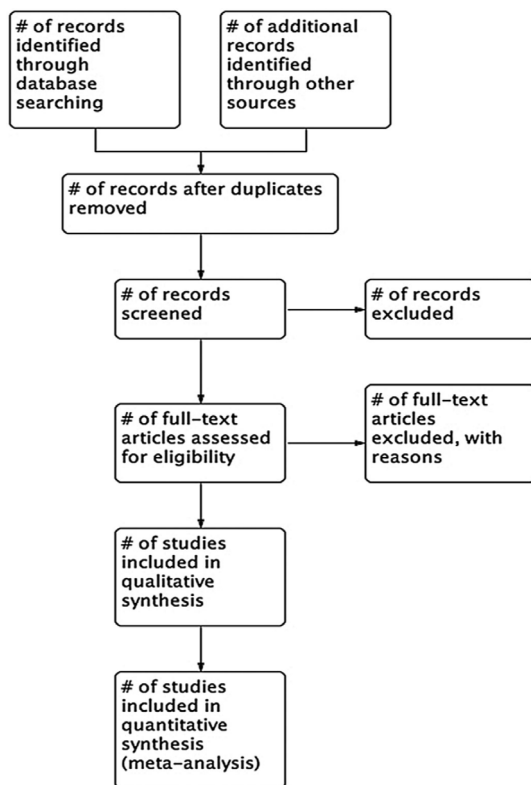 # of records
identified
through
database
searching
# of additional
records
identified
through other
sources
# of records after duplicates
removed
# of records
screened
# of records
excluded
# of full-text
articles assessed
for eligibility
# of full-text
articles
excluded, with
reasons
# of studies
included in
qualitative
synthesis
# of studies
included in
quantitative
synthesis
(meta-analysis)